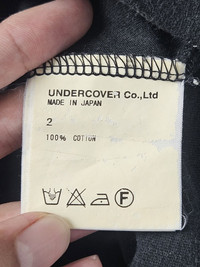 UNDERCOVER Co.,Ltd
MADE IN JAPAN
2
100% COTTON
F